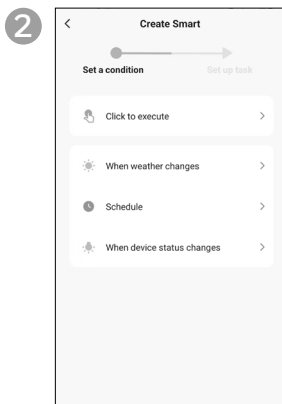 2
Create Smart
Set a condition
Set up task
Click to execute
When weather changes
Schedule
When device status changes